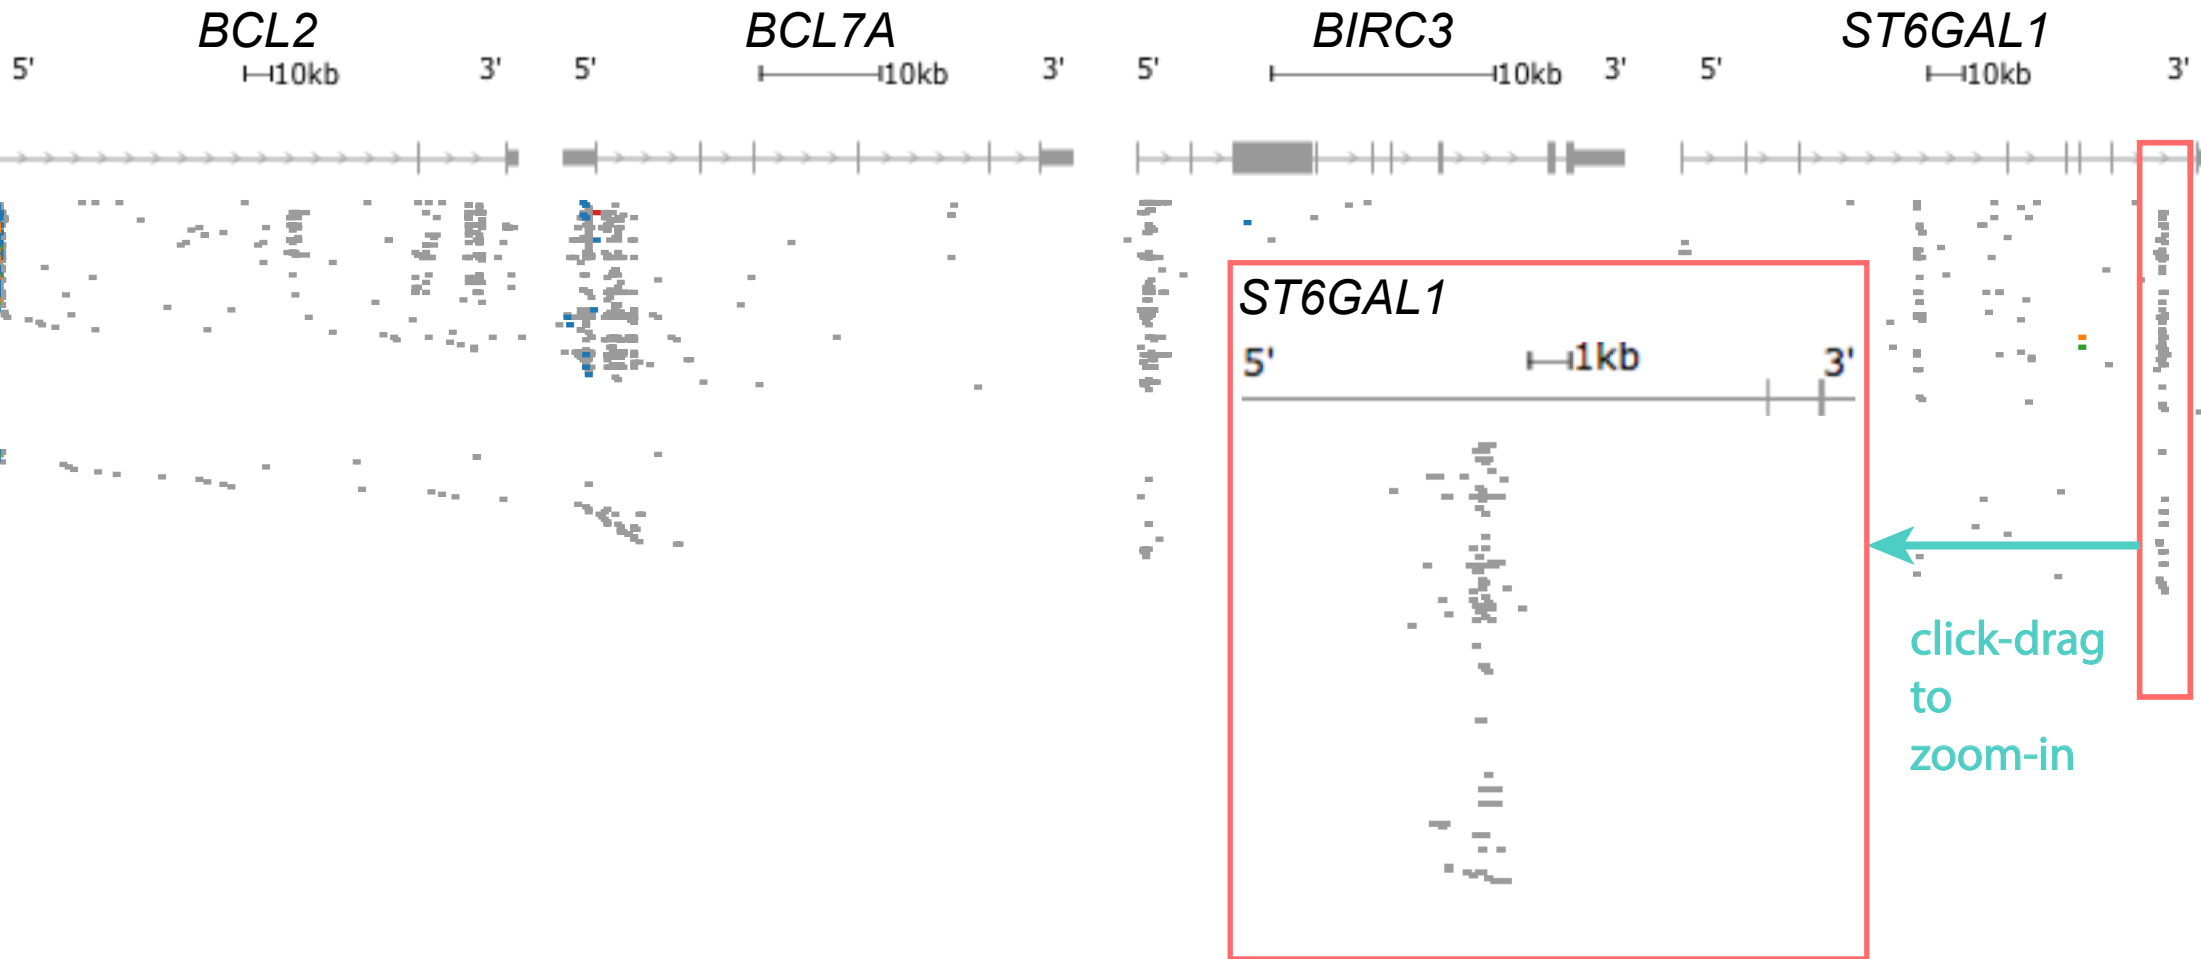 BCL2
BCL7A
BIRC3
ST6GAL1
5' 10kb 3'
5' 10kb 3'
5' 10kb 3'
5' 10kb 3'
ST6GAL1
5' 1kb 3'
click-drag
to
zoom-in